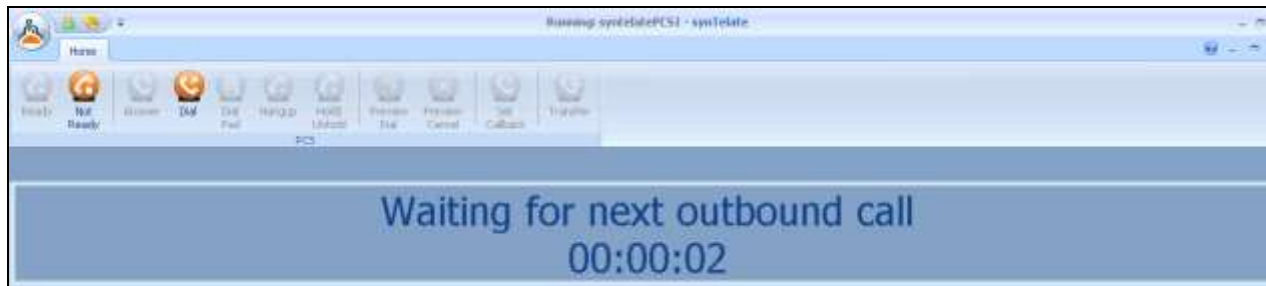 Running: syntelatePCS1 - synTelate
Home
Ready
Not Ready
Answer
Dial
Dial Pad
Hangup
Hold/ Unhold
Preview Dial
Preview Cancel
Set Callback
Transfer
PCS
Waiting for next outbound call
00:00:02